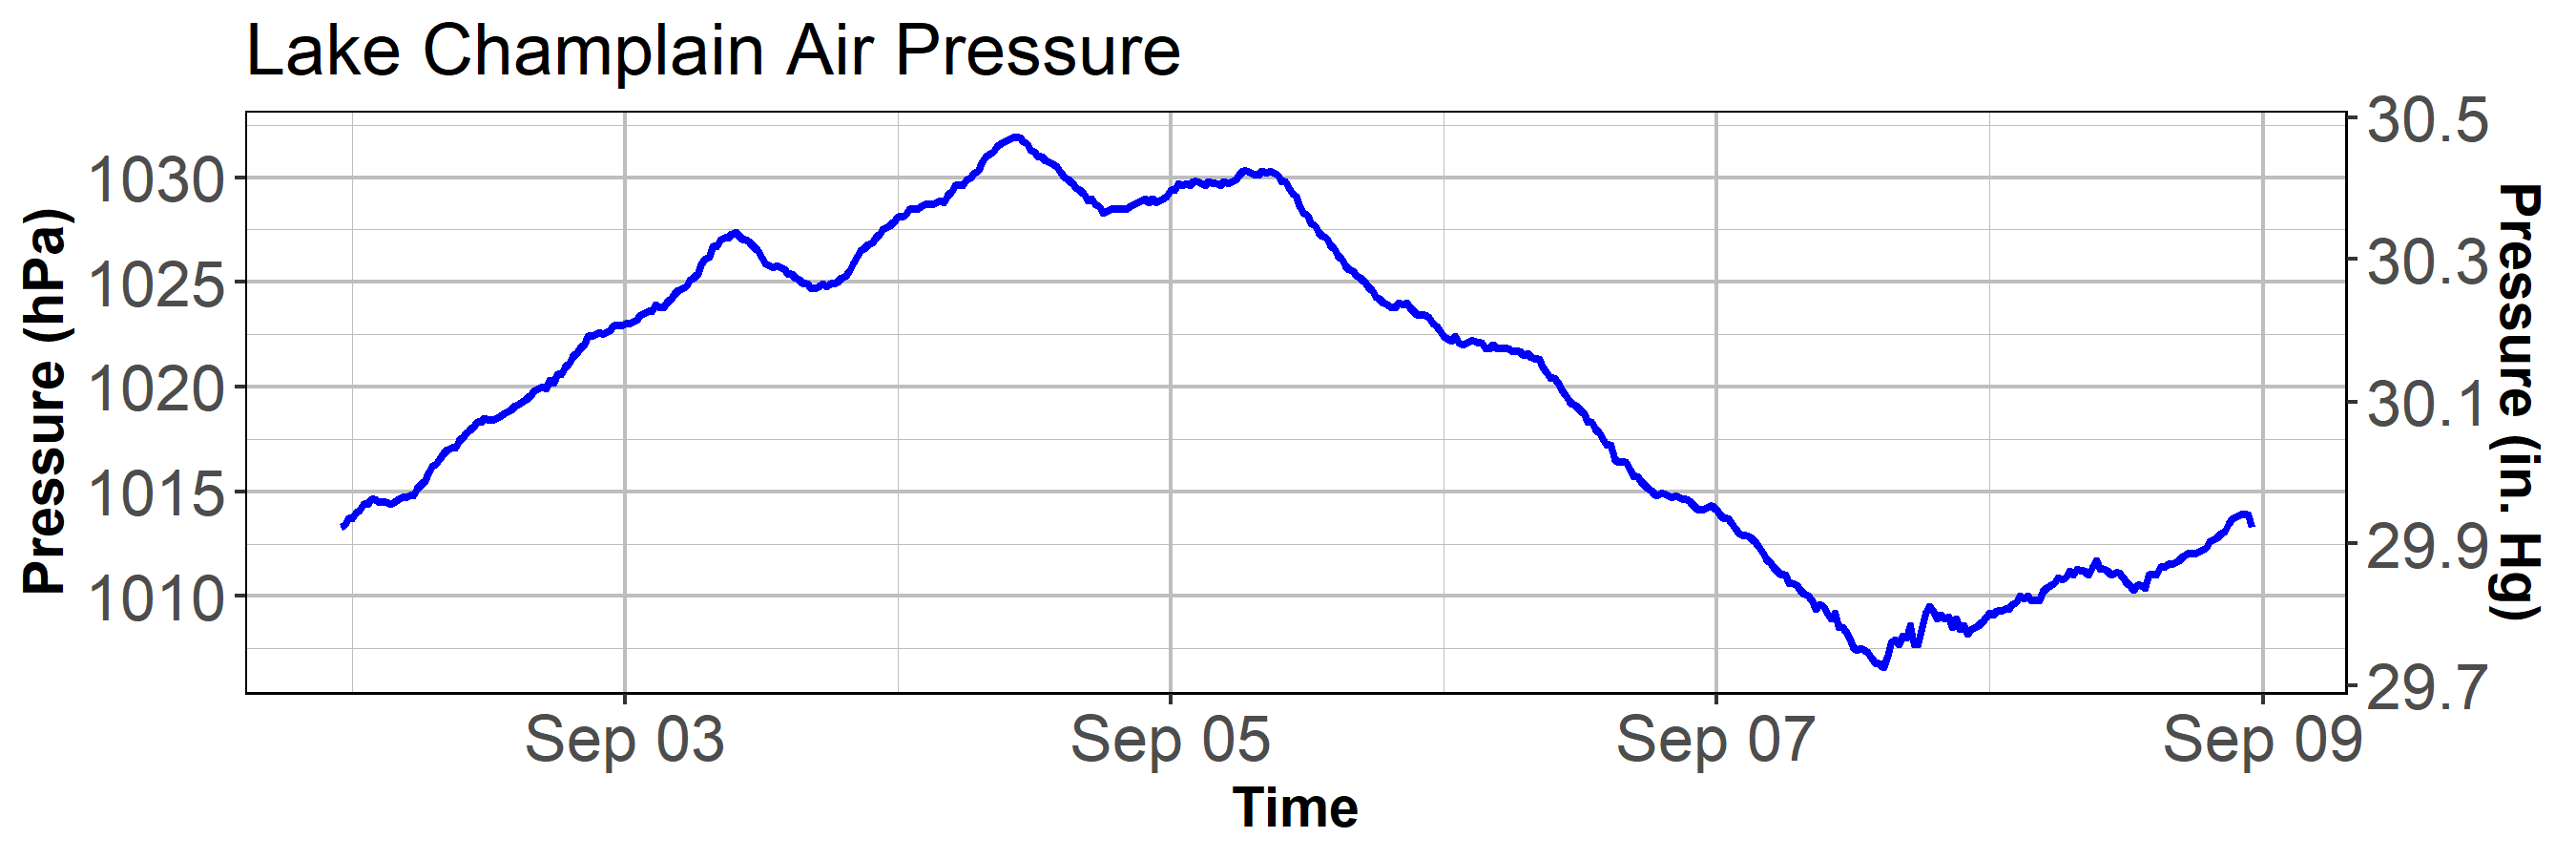 Lake Champlain Air Pressure
Pressure (hPa)
1030
1025
1020
1015
1010
30.5
30.3
30.1
29.9
29.7
Pressure (in. Hg)
Sep 03 Sep 05 Sep 07 Sep 09
Time